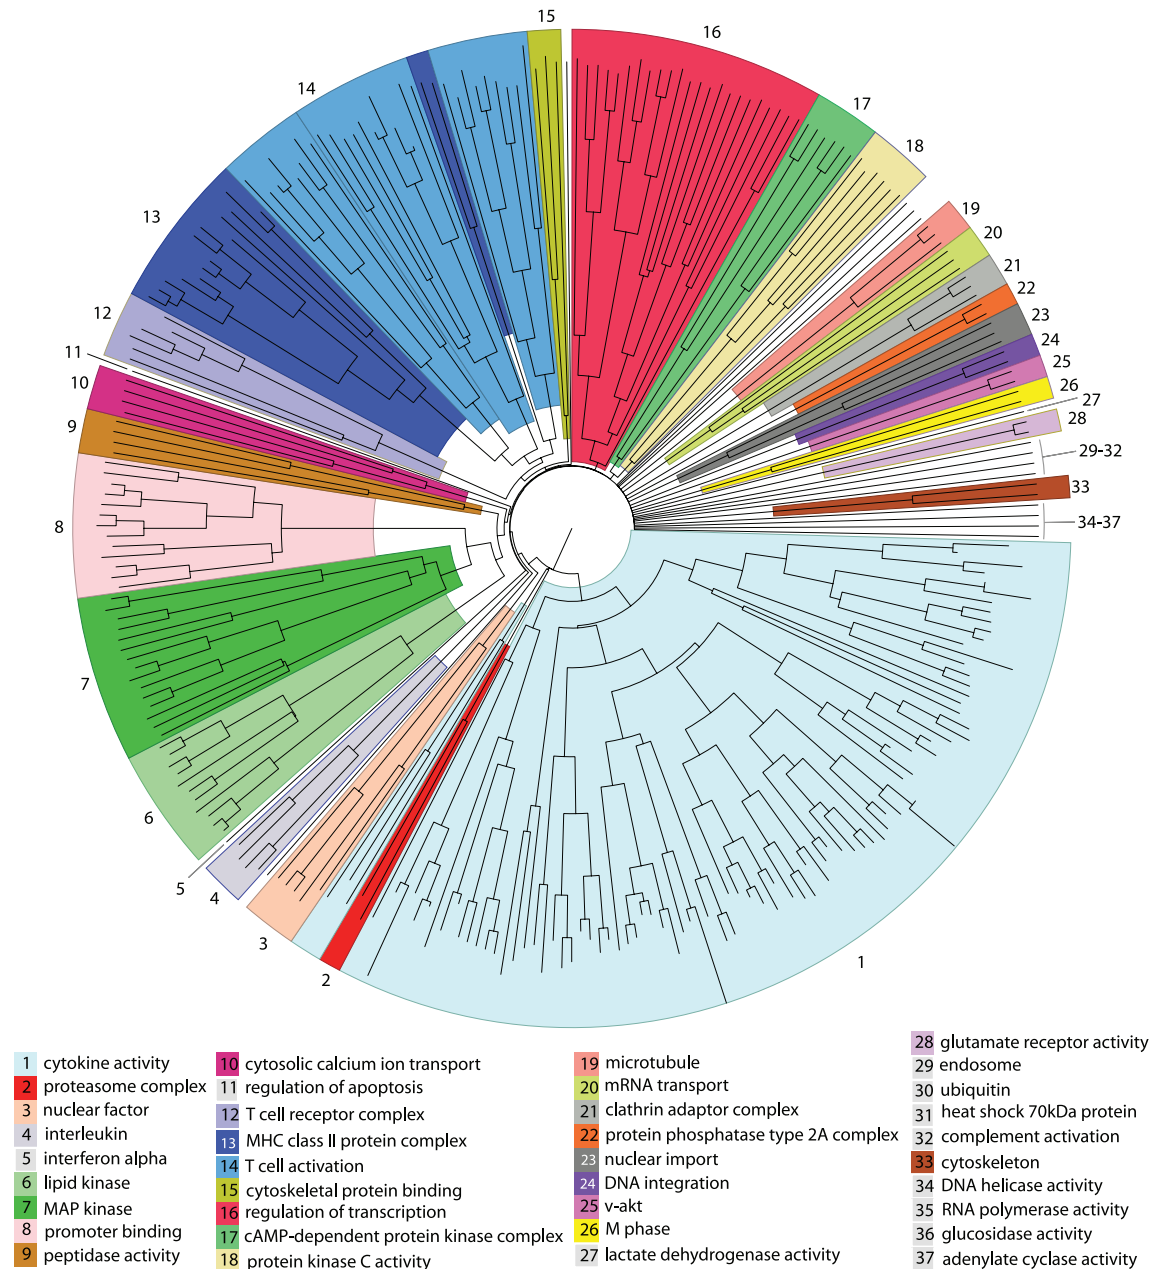 15
16
14
17
18
13
19
20
21
12
22
23
24
11
25
10
26
27
9
28
29-32
33
8
34-37
7
6
5
4
3
2
1
1 cytokine activity
2 proteasome complex
3 nuclear factor
4 interleukin
5 interferon alpha
6 lipid kinase
7 MAP kinase
8 promoter binding
9 peptidase activity
10 cytosolic calcium ion transport
11 regulation of apoptosis
12 T cell receptor complex
13 MHC class II protein complex
14 T cell activation
15 cytoskeletal protein binding
16 regulation of transcription
17 cAMP-dependent protein kinase complex
18 protein kinase C activity
19 microtubule
20 mRNA transport
21 clathrin adaptor complex
22 protein phosphatase type 2A complex
23 nuclear import
24 DNA integration
25 v-akt
26 M phase
27 lactate dehydrogenase activity
28 glutamate receptor activity
29 endosome
30 ubiquitin
31 heat shock 70kDa protein
32 complement activation
33 cytoskeleton
34 DNA helicase activity
35 RNA polymerase activity
36 glucosidase activity
37 adenylate cyclase activity